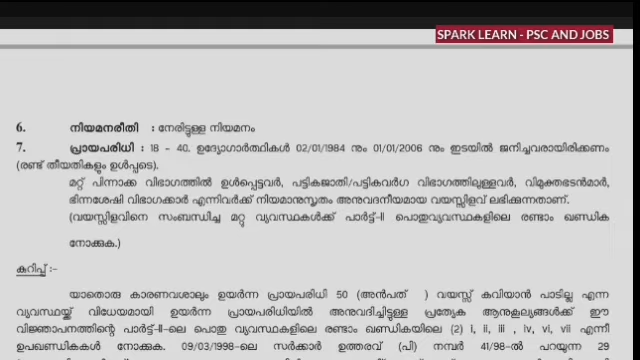 SPARK LEARN - PSC AND JOBS
6. നിയമനരീതി : നേരിട്ടുള്ള നിയമനം
7. പ്രായപരിധി : 18 – 40. ഉദ്യോഗാർത്ഥികൾ 02/01/1984 നും 01/01/2006 നും ഇടയിൽ ജനിച്ചവരായിരിക്കണം
(രണ്ട് തീയതികളും ഉൾപ്പടെ).
മറ്റ് പിന്നാക്ക വിഭാഗത്തിൽ ഉൾപ്പെട്ടവർ, പട്ടികജാതി/പട്ടികവർഗ വിഭാഗത്തിലുള്ളവർ, വിമുക്തഭടൻമാർ,
ഭിന്നശേഷി വിഭാഗക്കാർ എന്നിവർക്ക് നിയമാനുസൃതം അനുവദനീയമായ വയസ്സിളവ് ലഭിക്കുന്നതാണ്.
(വയസ്സിളവിനെ സംബന്ധിച്ച മറ്റു വ്യവസ്ഥകൾക്ക് പാർട്ട്-II പൊതുവ്യവസ്ഥകളിലെ രണ്ടാം ഖണ്ഡിക
നോക്കുക.)
കുറിപ്പ് :-
യാതൊരു കാരണവശാലും ഉയർന്ന പ്രായപരിധി 50 (അൻപത് ) വയസ്സ് കവിയാൻ പാടില്ല എന്ന
വ്യവസ്ഥയ്ക്ക് വിധേയമായി ഉയർന്ന പ്രായപരിധിയിൽ അനുവദിച്ചിട്ടുള്ള പ്രത്യേക ആനുകൂല്യങ്ങൾക്ക് ഈ
വിജ്ഞാപനത്തിന്റെ പാർട്ട്-II-ലെ പൊതു വ്യവസ്ഥകളിലെ രണ്ടാം ഖണ്ഡികയിലെ (2) i, ii, iii , iv, vi, vii എന്നീ
ഉപഖണ്ഡികകൾ നോക്കുക. 09/03/1998-ലെ സർക്കാർ ഉത്തരവ് (പി) നമ്പർ 41/98-ൽ പറയുന്ന 29